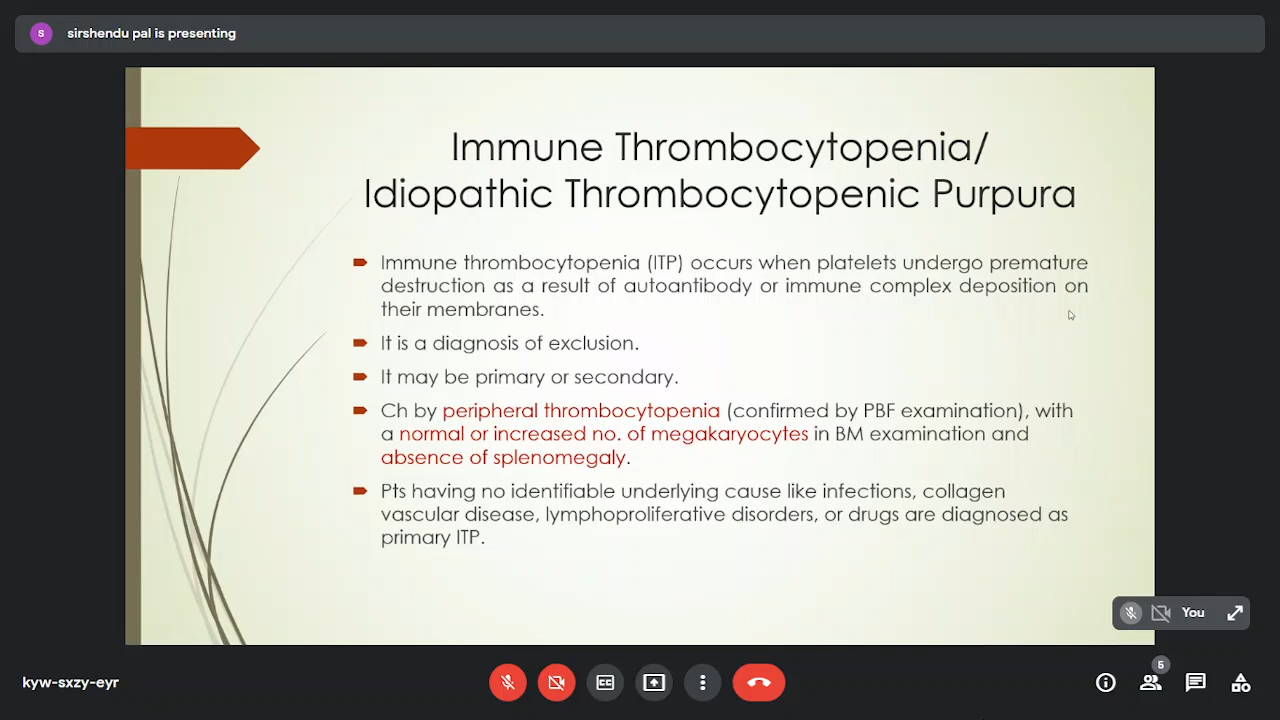 S sirshendu pal is presenting
Immune Thrombocytopenia/
Idiopathic Thrombocytopenic Purpura
Immune thrombocytopenia (ITP) occurs when platelets undergo premature
destruction as a result of autoantibody or immune complex deposition on
their membranes.
It is a diagnosis of exclusion.
It may be primary or secondary.
Ch by peripheral thrombocytopenia (confirmed by PBF examination), with
a normal or increased no. of megakaryocytes in BM examination and
absence of splenomegaly.
Pts having no identifiable underlying cause like infections, collagen
vascular disease, lymphoproliferative disorders, or drugs are diagnosed as
primary ITP.
You
kyw-sxzy-eyr
CC
5